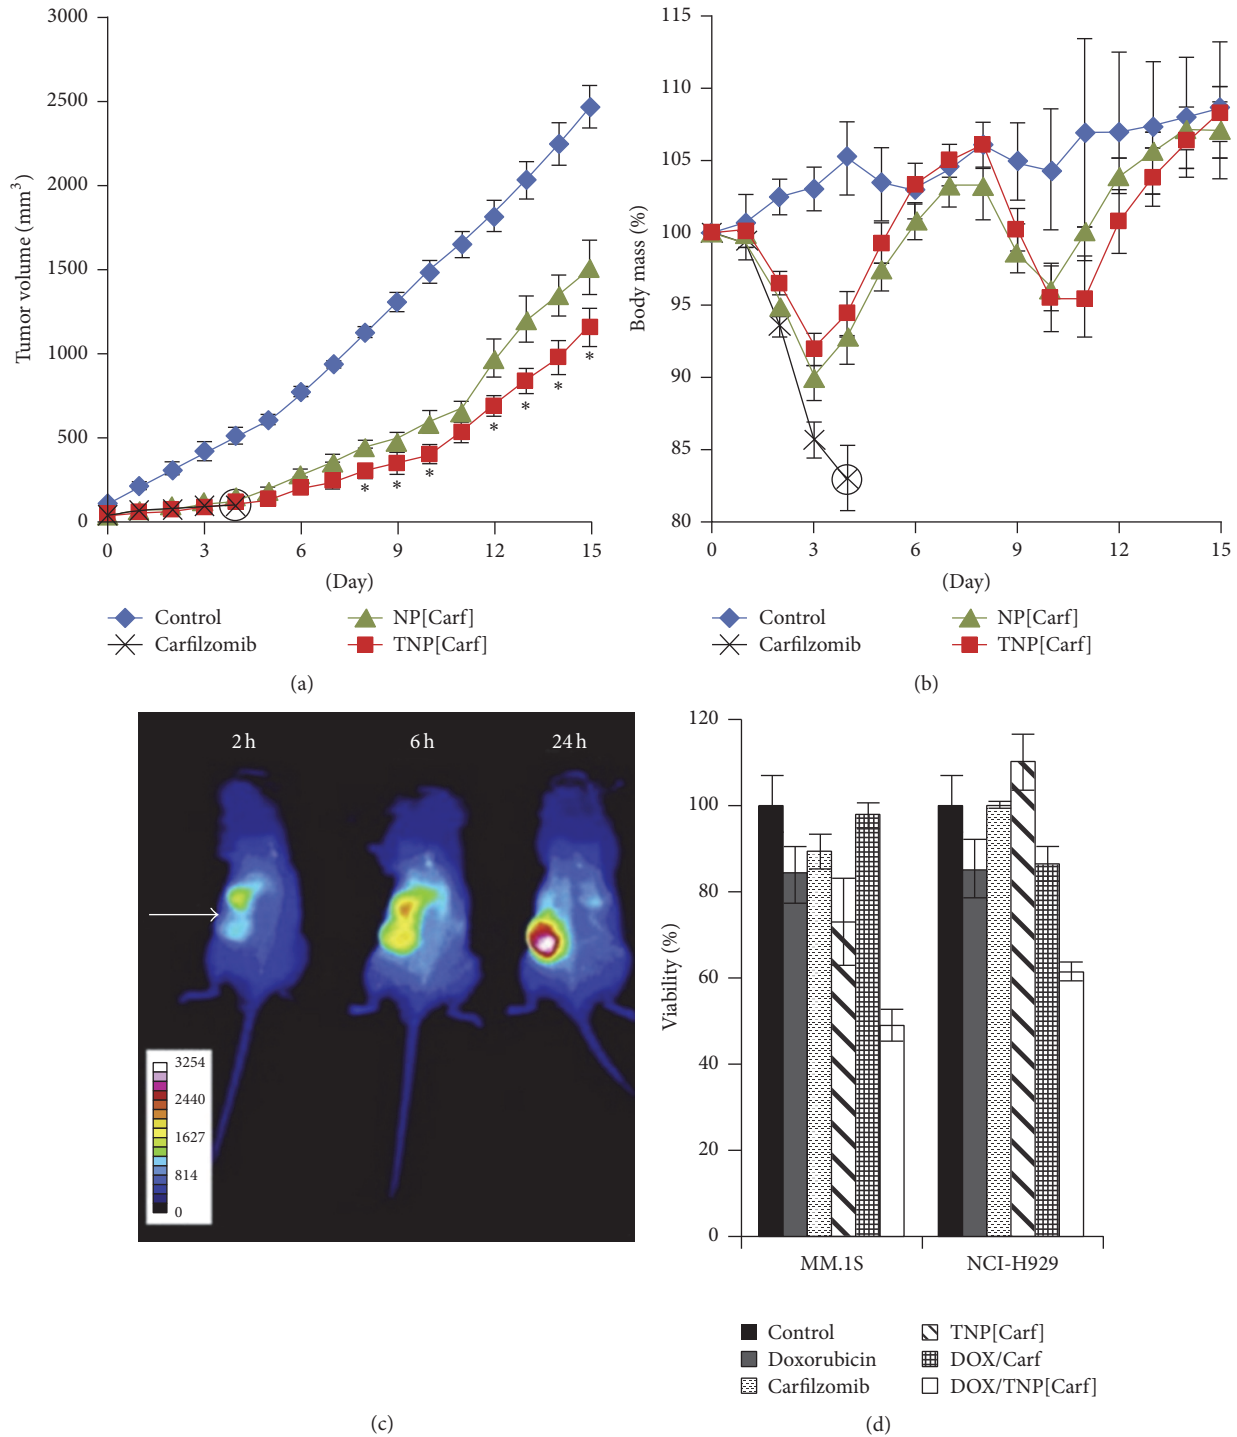 3000
2500
2000
1500
1000
500
0
Tumor volume (mm³)
0 3 6 9 12 15
* * * * * * *
(Day)
Control
NP[Carf]
Carfilzomib
TNP[Carf]
(a)
115
110
105
100
95
90
85
80
Body mass (%)
0 3 6 9 12 15
(Day)
Control
NP[Carf]
Carfilzomib
TNP[Carf]
(b)
2 h 6 h 24 h
3254
2440
1627
814
0
(c)
120
100
80
60
40
20
0
Viability (%)
MM.1S NCI-H929
Control
TNP[Carf]
Doxorubicin
DOX/Carf
Carfilzomib
DOX/TNP[Carf]
(d)